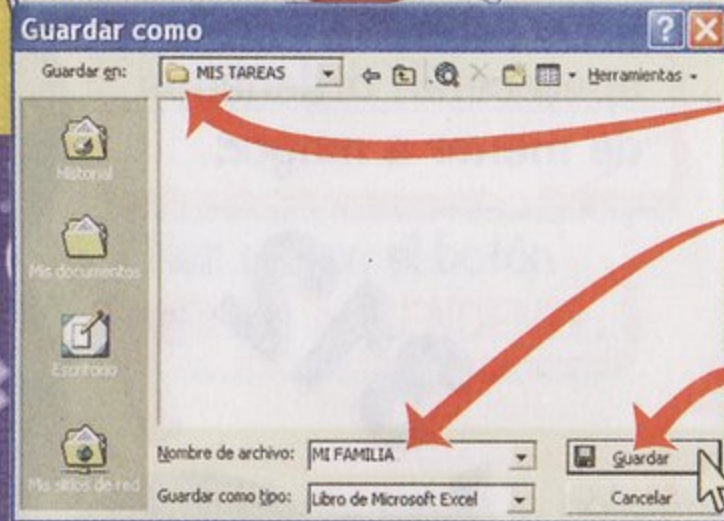 Guardar como
Guardar en: MIS TAREAS Herramientas
Historial
Mis documentos
Escritorio
Mis sitios de red
Nombre de archivo: MI FAMILIA Guardar
Guardar como tipo: Libro de Microsoft Excel Cancelar